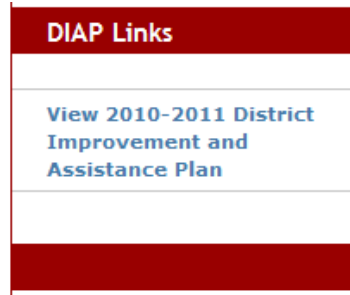 DIAP Links
View 2010-2011 District
Improvement and
Assistance Plan